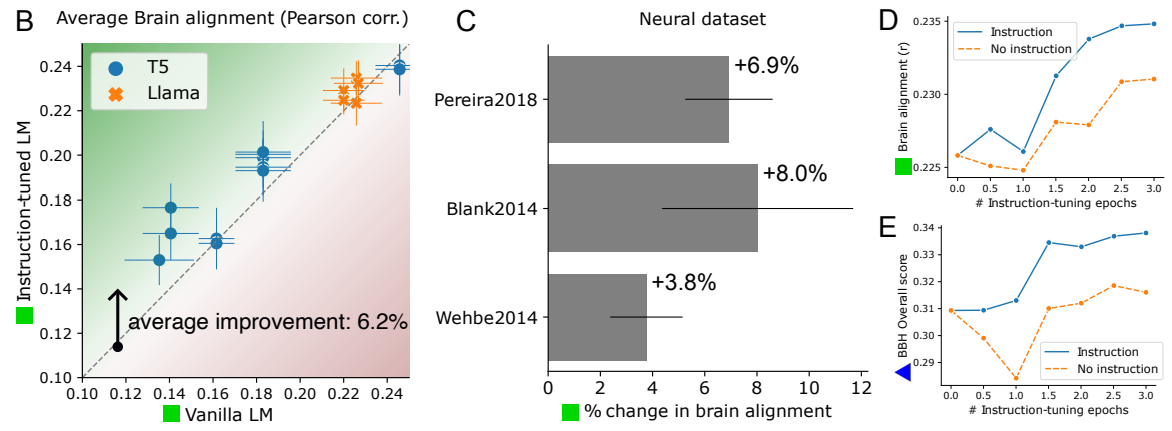 B
Average Brain alignment (Pearson corr.)
Instruction-tuned LM
0.24
0.22
0.20
0.18
0.16
0.14
0.12
0.10
T5
Llama
average improvement: 6.2%
0.10 0.12 0.14 0.16 0.18 0.20 0.22 0.24
Vanilla LM
C
Neural dataset
Pereira2018
+6.9%
Blank2014
+8.0%
Wehbe2014
+3.8%
0 2 4 6 8 10 12
% change in brain alignment
D
Brain alignment (r)
0.235
0.230
0.225
Instruction
No instruction
0.0 0.5 1.0 1.5 2.0 2.5 3.0
# Instruction-tuning epochs
E
BBH Overall score
0.34
0.33
0.32
0.31
0.30
0.29
Instruction
No instruction
0.0 0.5 1.0 1.5 2.0 2.5 3.0
# Instruction-tuning epochs